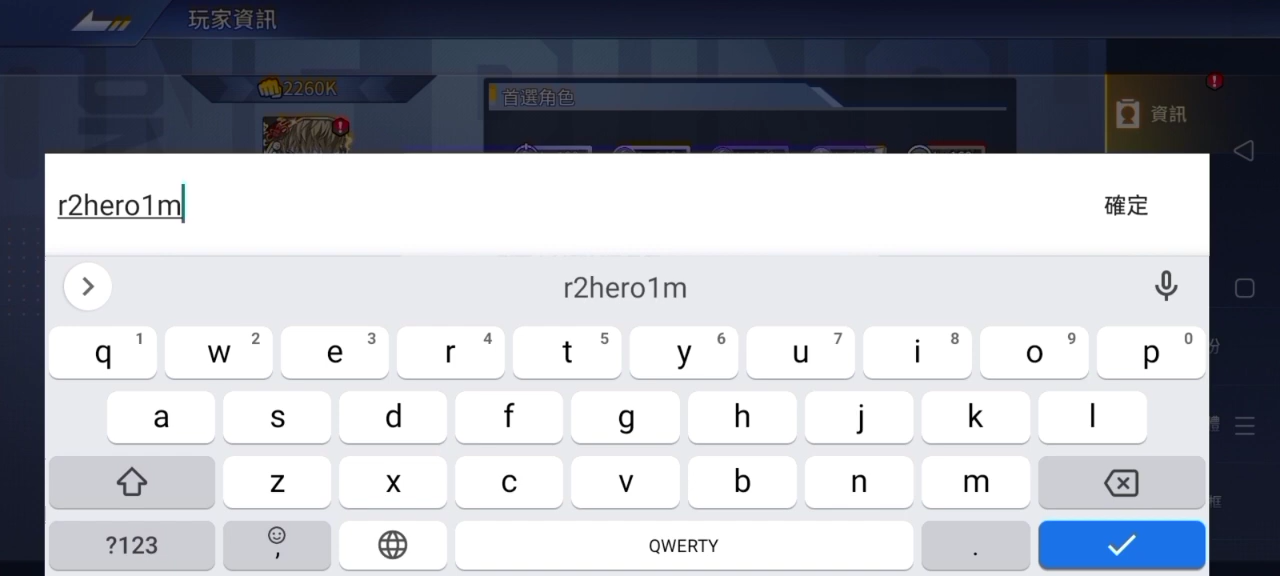 玩家資訊
2260K
首選角色
資訊
r2hero1m
確定
r2hero1m
q 1 w 2 e 3 r 4 t 5 y 6 u 7 i 8 o 9 p 0
a s d f g h j k l
z x c v b n m
?123 , QWERTY .